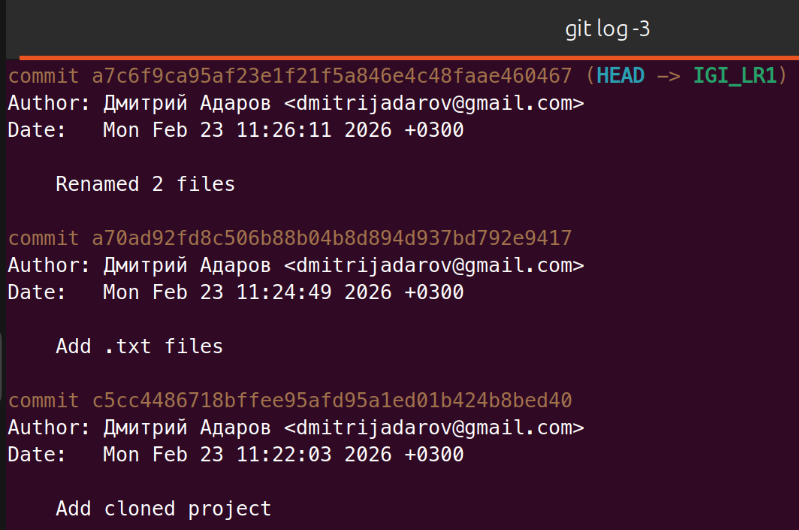 git log -3
commit a7c6f9ca95af23e1f21f5a846e4c48faae460467 (HEAD -> IGI_LR1)
Author: Дмитрий Адаров <dmitrijadarov@gmail.com>
Date:   Mon Feb 23 11:26:11 2026 +0300
Renamed 2 files
commit a70ad92fd8c506b88b04b8d894d937bd792e9417
Author: Дмитрий Адаров <dmitrijadarov@gmail.com>
Date:   Mon Feb 23 11:24:49 2026 +0300
Add .txt files
commit c5cc4486718bffee95afd95a1ed01b424b8bed40
Author: Дмитрий Адаров <dmitrijadarov@gmail.com>
Date:   Mon Feb 23 11:22:03 2026 +0300
Add cloned project